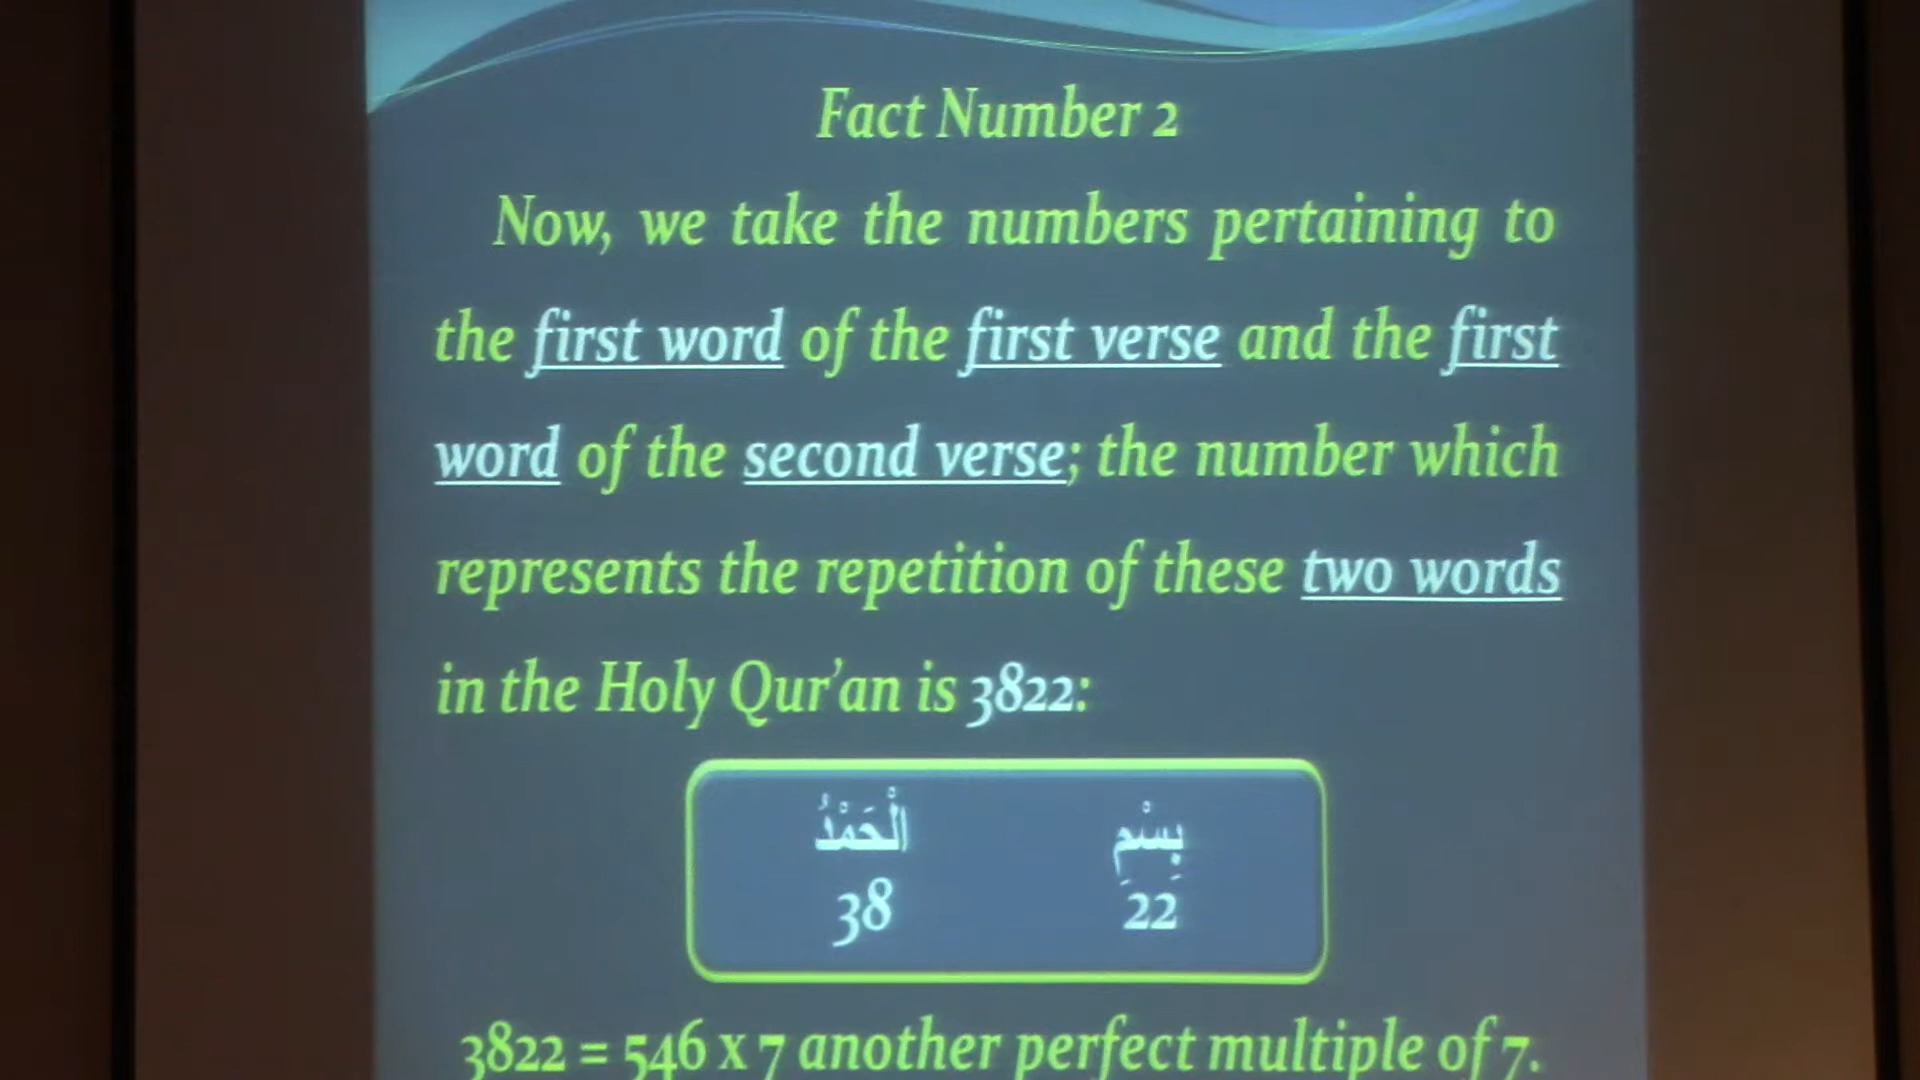 Fact Number 2
Now, we take the numbers pertaining to
the first word of the first verse and the first
word of the second verse; the number which
represents the repetition of these two words
in the Holy Qur'an is 3822:
بِسْمِ الْحَمْدُ
22 38
3822 = 546 x 7 another perfect multiple of 7.